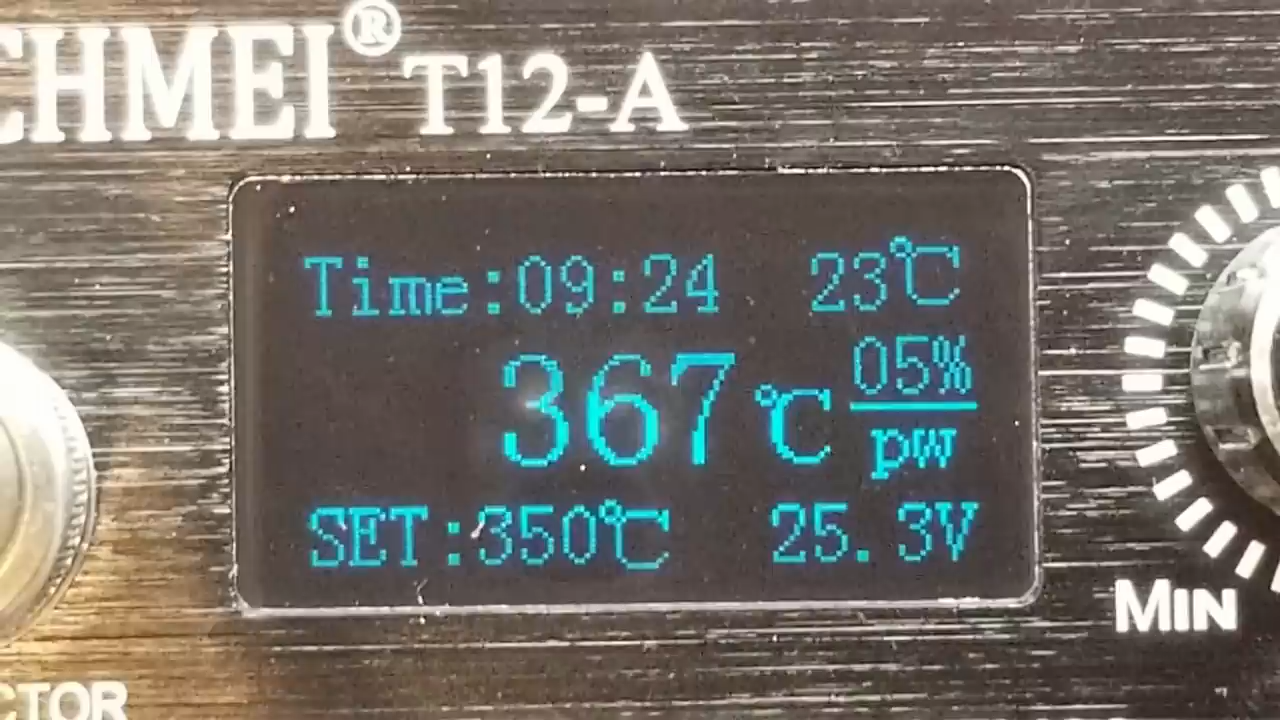 CHMEI® T12-A
Time:09:24 23℃
367℃ 05%
pw
SET:350℃ 25.3V
MIN
CTOR